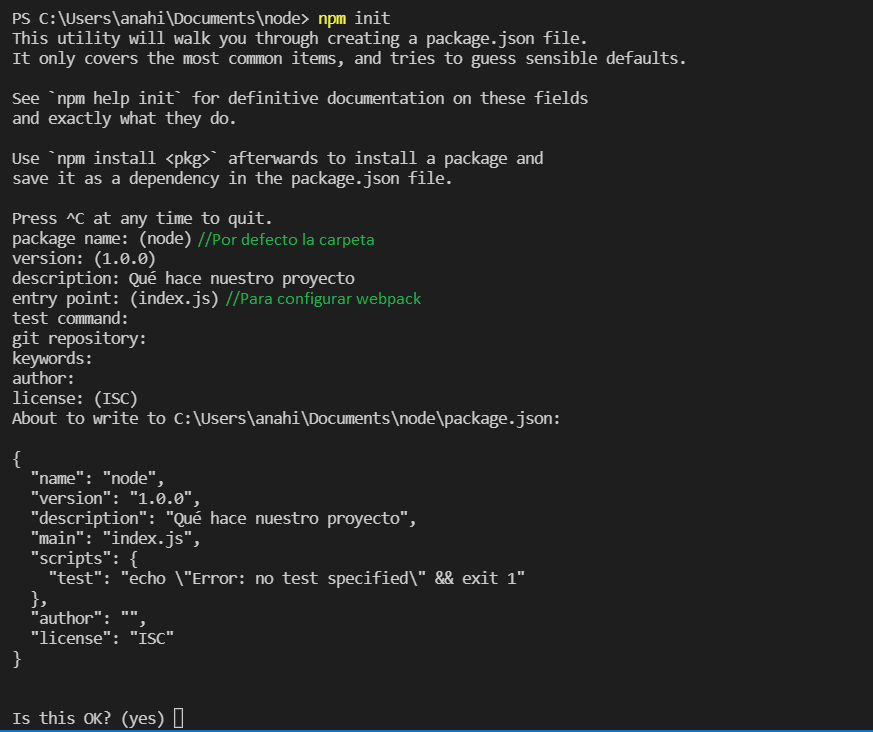 PS C:\Users\anahi\Documents\node> npm init
This utility will walk you through creating a package.json file.
It only covers the most common items, and tries to guess sensible defaults.

See `npm help init` for definitive documentation on these fields
and exactly what they do.

Use `npm install <pkg>` afterwards to install a package and
save it as a dependency in the package.json file.

Press ^C at any time to quit.
package name: (node) //Por defecto la carpeta
version: (1.0.0)
description: Qué hace nuestro proyecto
entry point: (index.js) //Para configurar webpack
test command:
git repository:
keywords:
author:
license: (ISC)
About to write to C:\Users\anahi\Documents\node\package.json:

{
  "name": "node",
  "version": "1.0.0",
  "description": "Qué hace nuestro proyecto",
  "main": "index.js",
  "scripts": {
    "test": "echo \"Error: no test specified\" && exit 1"
  },
  "author": "",
  "license": "ISC"
}

Is this OK? (yes)